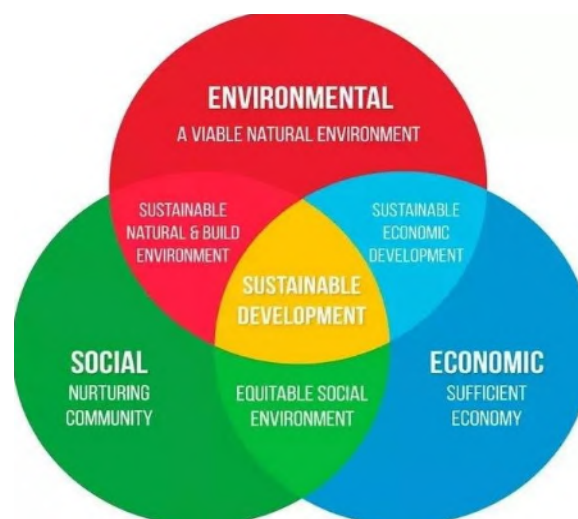 ENVIRONMENTAL
A VIABLE NATURAL ENVIRONMENT
SUSTAINABLE
NATURAL & BUILD
ENVIRONMENT
SUSTAINABLE
ECONOMIC
DEVELOPMENT
SUSTAINABLE
DEVELOPMENT
SOCIAL
NURTURING
COMMUNITY
EQUITABLE SOCIAL
ENVIRONMENT
ECONOMIC
SUFFICIENT
ECONOMY